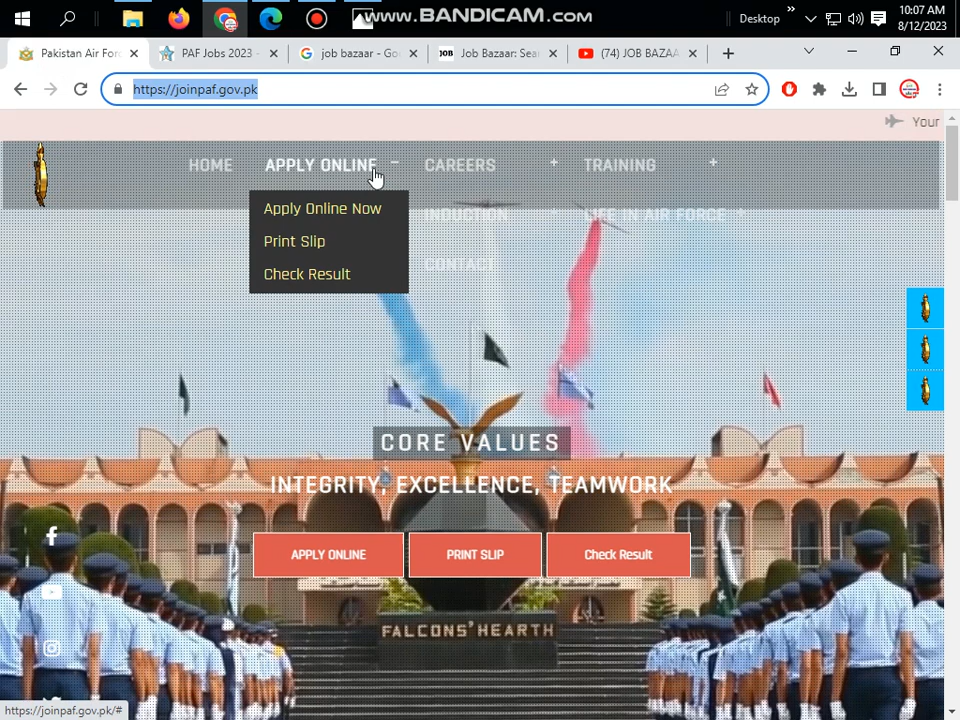 www.BANDICAM.com
Desktop
10:07 AM
8/12/2023
Pakistan Air Forc
PAF Jobs 2023 -
job bazaar - Go
Job Bazaar: Sear
(74) JOB BAZAA
https://joinpaf.gov.pk
Your
HOME
APPLY ONLINE
CAREERS
TRAINING
Apply Online Now
INDUCTION
LIFE IN AIR FORCE
Print Slip
CONTACT
Check Result
CORE VALUES
INTEGRITY, EXCELLENCE, TEAMWORK
APPLY ONLINE
PRINT SLIP
Check Result
FALCONS' HEARTH
https://joinpaf.gov.pk/#